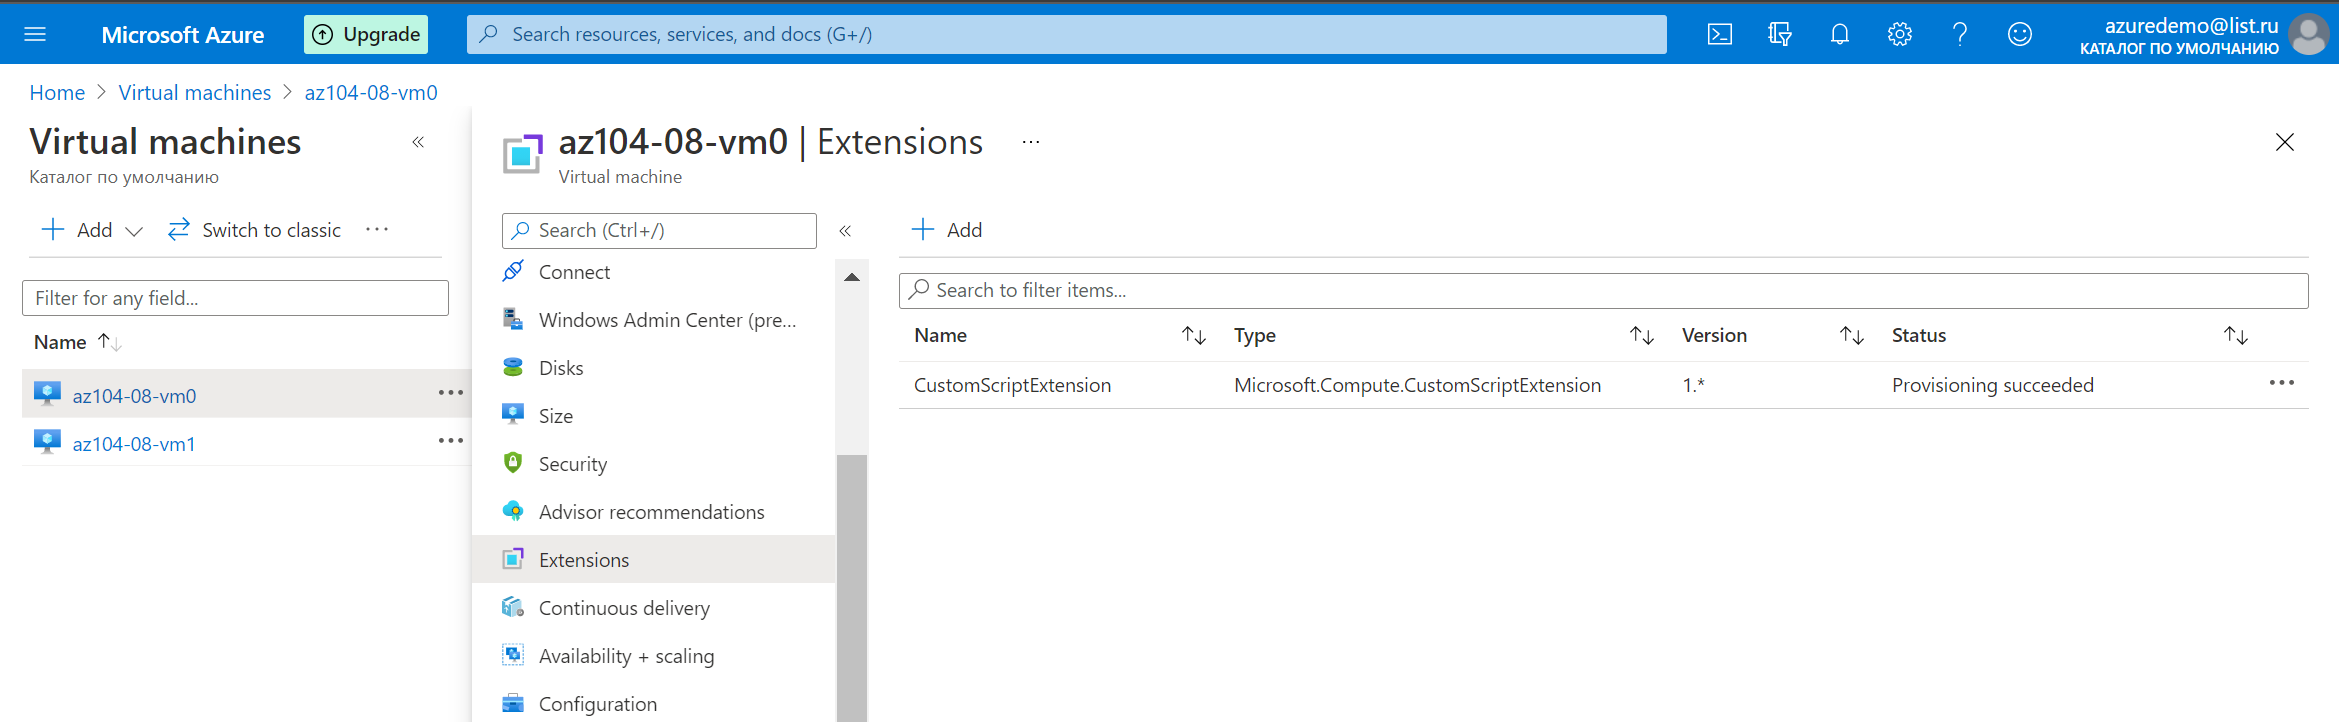 Microsoft Azure
Upgrade
Search resources, services, and docs (G+/)
azuredemo@list.ru
КАТАЛОГ ПО УМОЛЧАНИЮ
Home > Virtual machines > az104-08-vm0
Virtual machines
Каталог по умолчанию
Add
Switch to classic
Filter for any field...
Name
az104-08-vm0
az104-08-vm1
az104-08-vm0 | Extensions
Virtual machine
Search (Ctrl+/)
Connect
Windows Admin Center (pre...
Disks
Size
Security
Advisor recommendations
Extensions
Continuous delivery
Availability + scaling
Configuration
Add
Search to filter items...
Name Type Version Status
CustomScriptExtension Microsoft.Compute.CustomScriptExtension 1.* Provisioning succeeded